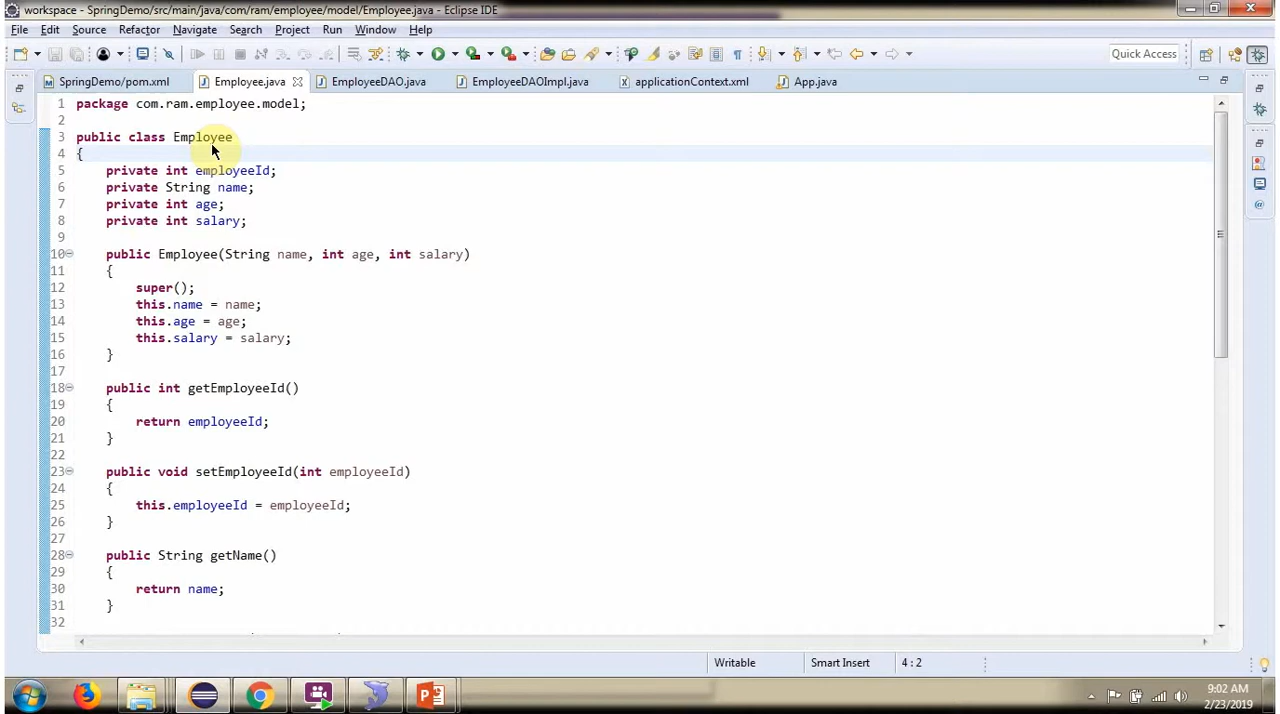 workspace - SpringDemo/src/main/java/com/ram/employee/model/Employee.java - Eclipse IDE
File Edit Source Refactor Navigate Search Project Run Window Help
Quick Access
SpringDemo/pom.xml Employee.java EmployeeDAO.java EmployeeDAOImpl.java applicationContext.xml App.java
1 package com.ram.employee.model;
2
3 public class Employee
4 {
5 private int employeeId;
6 private String name;
7 private int age;
8 private int salary;
9
10 public Employee(String name, int age, int salary)
11 {
12 super();
13 this.name = name;
14 this.age = age;
15 this.salary = salary;
16 }
17
18 public int getEmployeeId()
19 {
20 return employeeId;
21 }
22
23 public void setEmployeeId(int employeeId)
24 {
25 this.employeeId = employeeId;
26 }
27
28 public String getName()
29 {
30 return name;
31 }
32
Writable Smart Insert 4 : 2
9:02 AM
2/23/2019